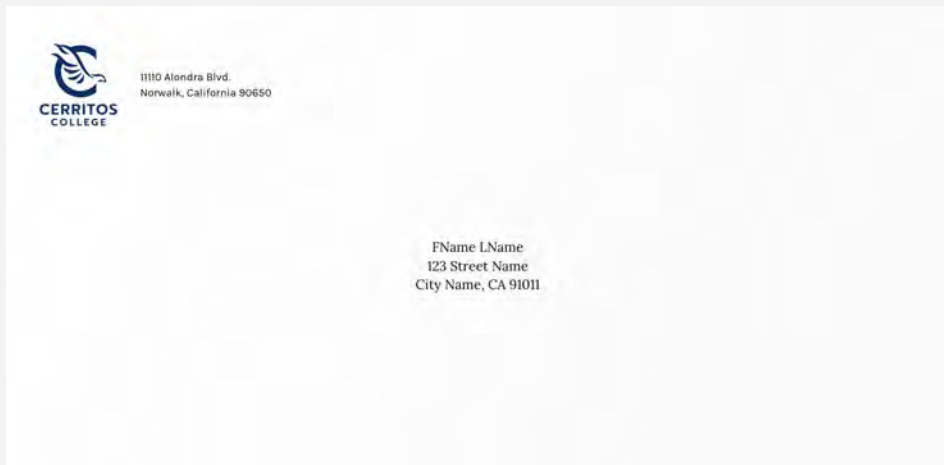 CERRITOS
COLLEGE
11110 Alondra Blvd.
Norwalk, California 90650
FName LName
123 Street Name
City Name, CA 91011